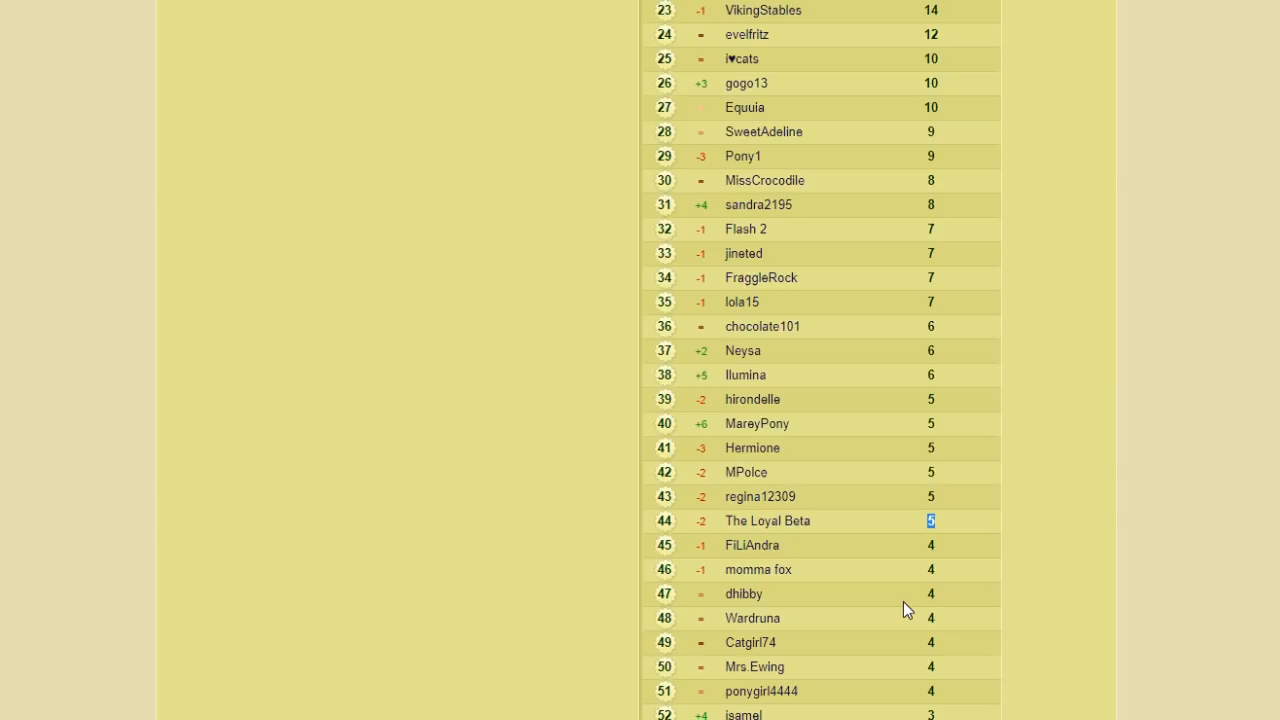 23 -1 VikingStables 14
24 = evelfritz 12
25 = i♥cats 10
26 +3 gogo13 10
27 = Equuia 10
28 = SweetAdeline 9
29 -3 Pony1 9
30 = MissCrocodile 8
31 +4 sandra2195 8
32 -1 Flash 2 7
33 -1 jineted 7
34 -1 FraggleRock 7
35 -1 lola15 7
36 = chocolate101 6
37 +2 Neysa 6
38 +5 Ilumina 6
39 -2 hirondelle 5
40 +6 MareyPony 5
41 -3 Hermione 5
42 -2 MPolce 5
43 -2 regina12309 5
44 -2 The Loyal Beta 5
45 -1 FiLiAndra 4
46 -1 momma fox 4
47 = dhibby 4
48 = Wardruna 4
49 = Catgirl74 4
50 = Mrs.Ewing 4
51 = ponygirl4444 4
52 +4 isamel 3